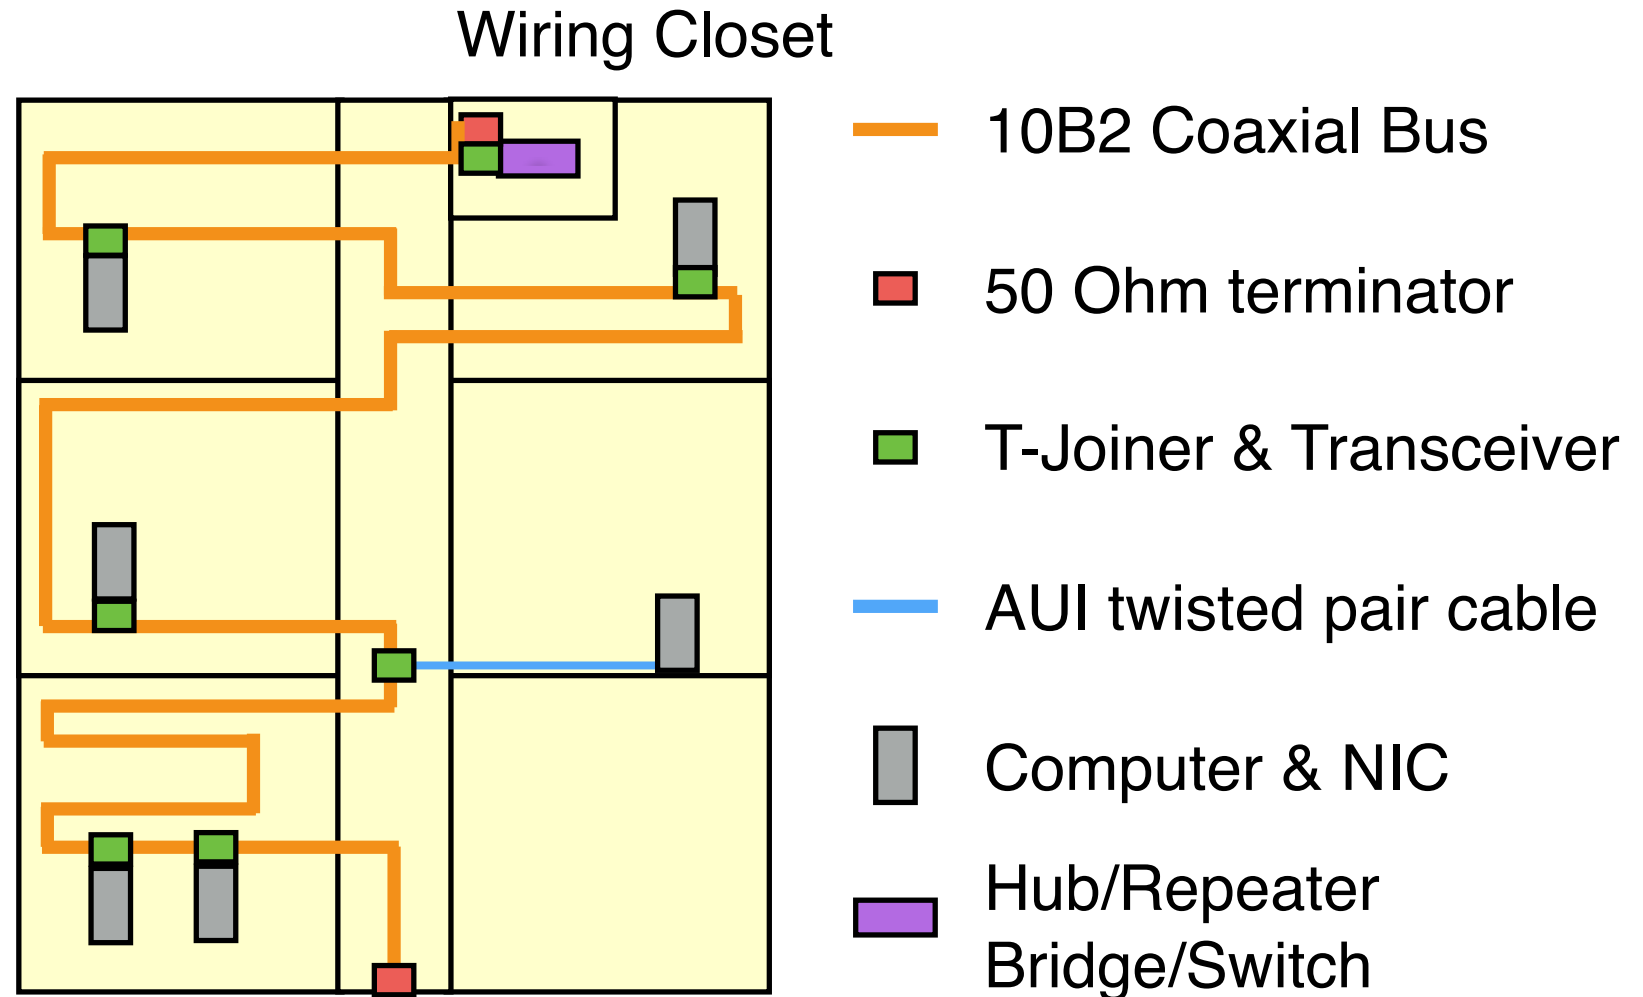 Wiring Closet
10B2 Coaxial Bus
50 Ohm terminator
T-Joiner & Transceiver
AUI twisted pair cable
Computer & NIC
Hub/Repeater
Bridge/Switch